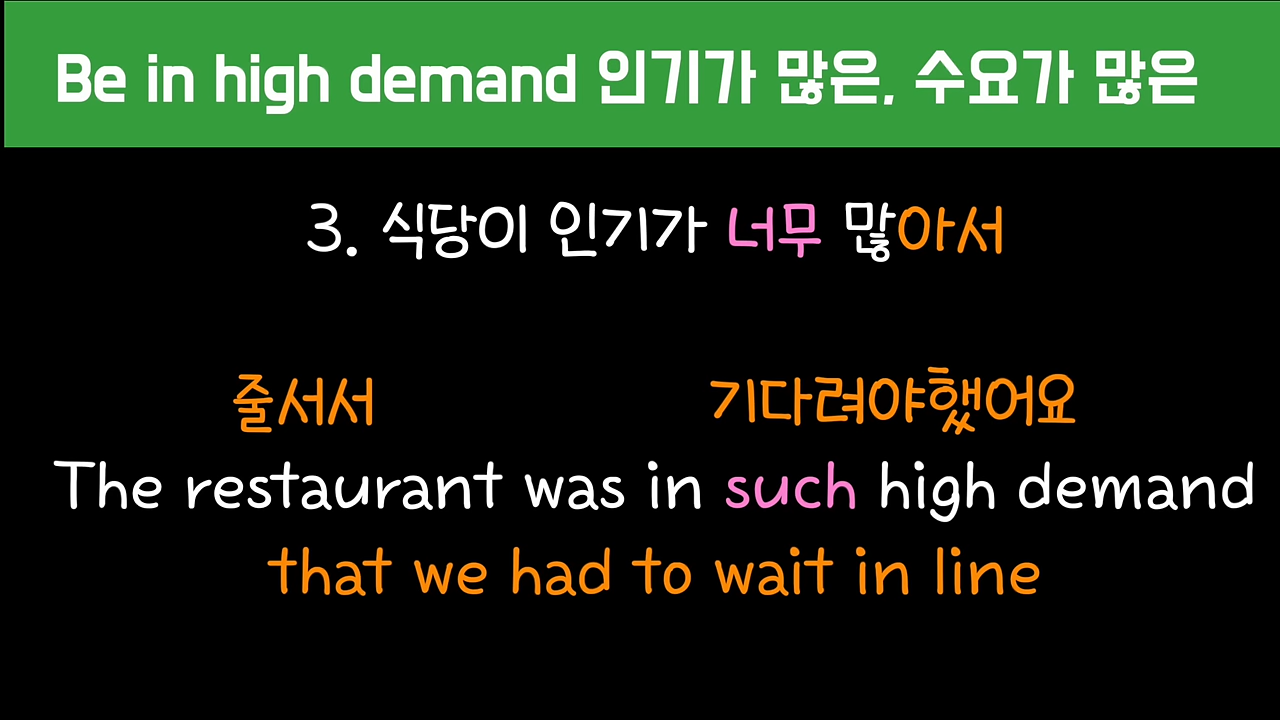 Be in high demand 인기가 많은, 수요가 많은
3. 식당이 인기가 너무 많아서
줄서서 기다려야했어요
The restaurant was in such high demand
that we had to wait in line